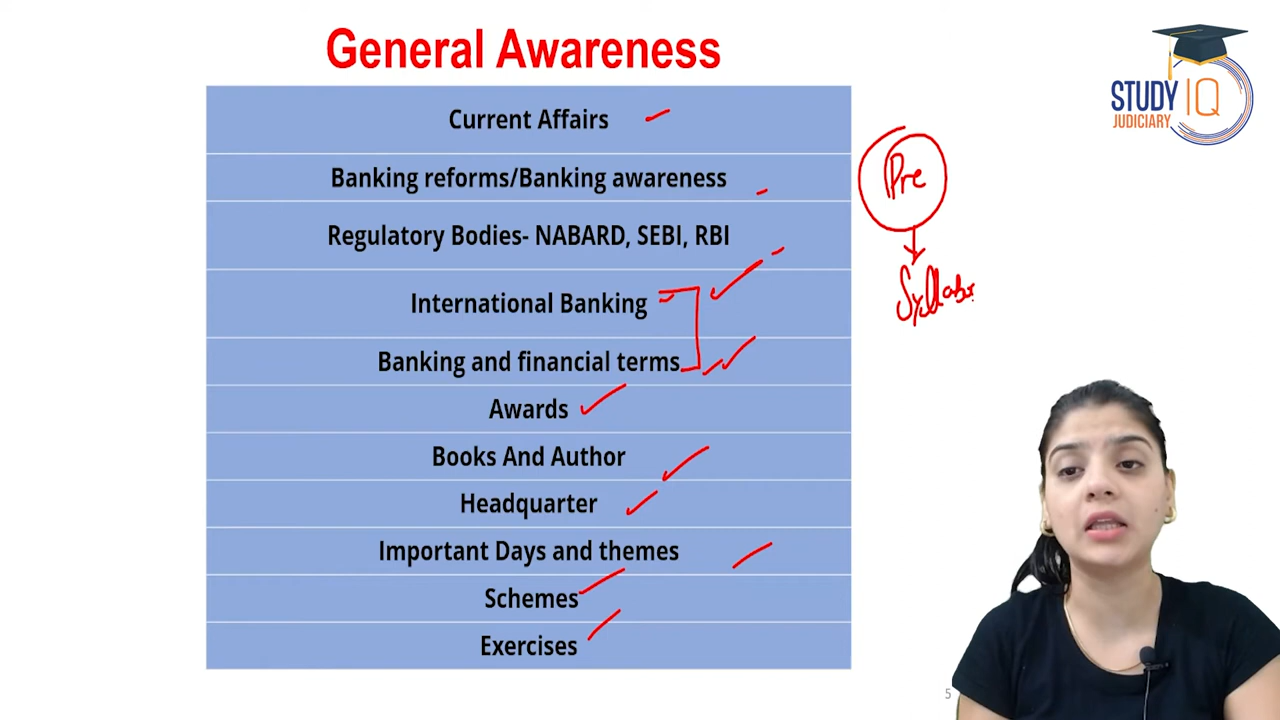 General Awareness
STUDY IQ
JUDICIARY
Current Affairs
Banking reforms/Banking awareness
Regulatory Bodies- NABARD, SEBI, RBI
International Banking
Banking and financial terms
Awards
Books And Author
Headquarter
Important Days and themes
Schemes
Exercises
Pre
5